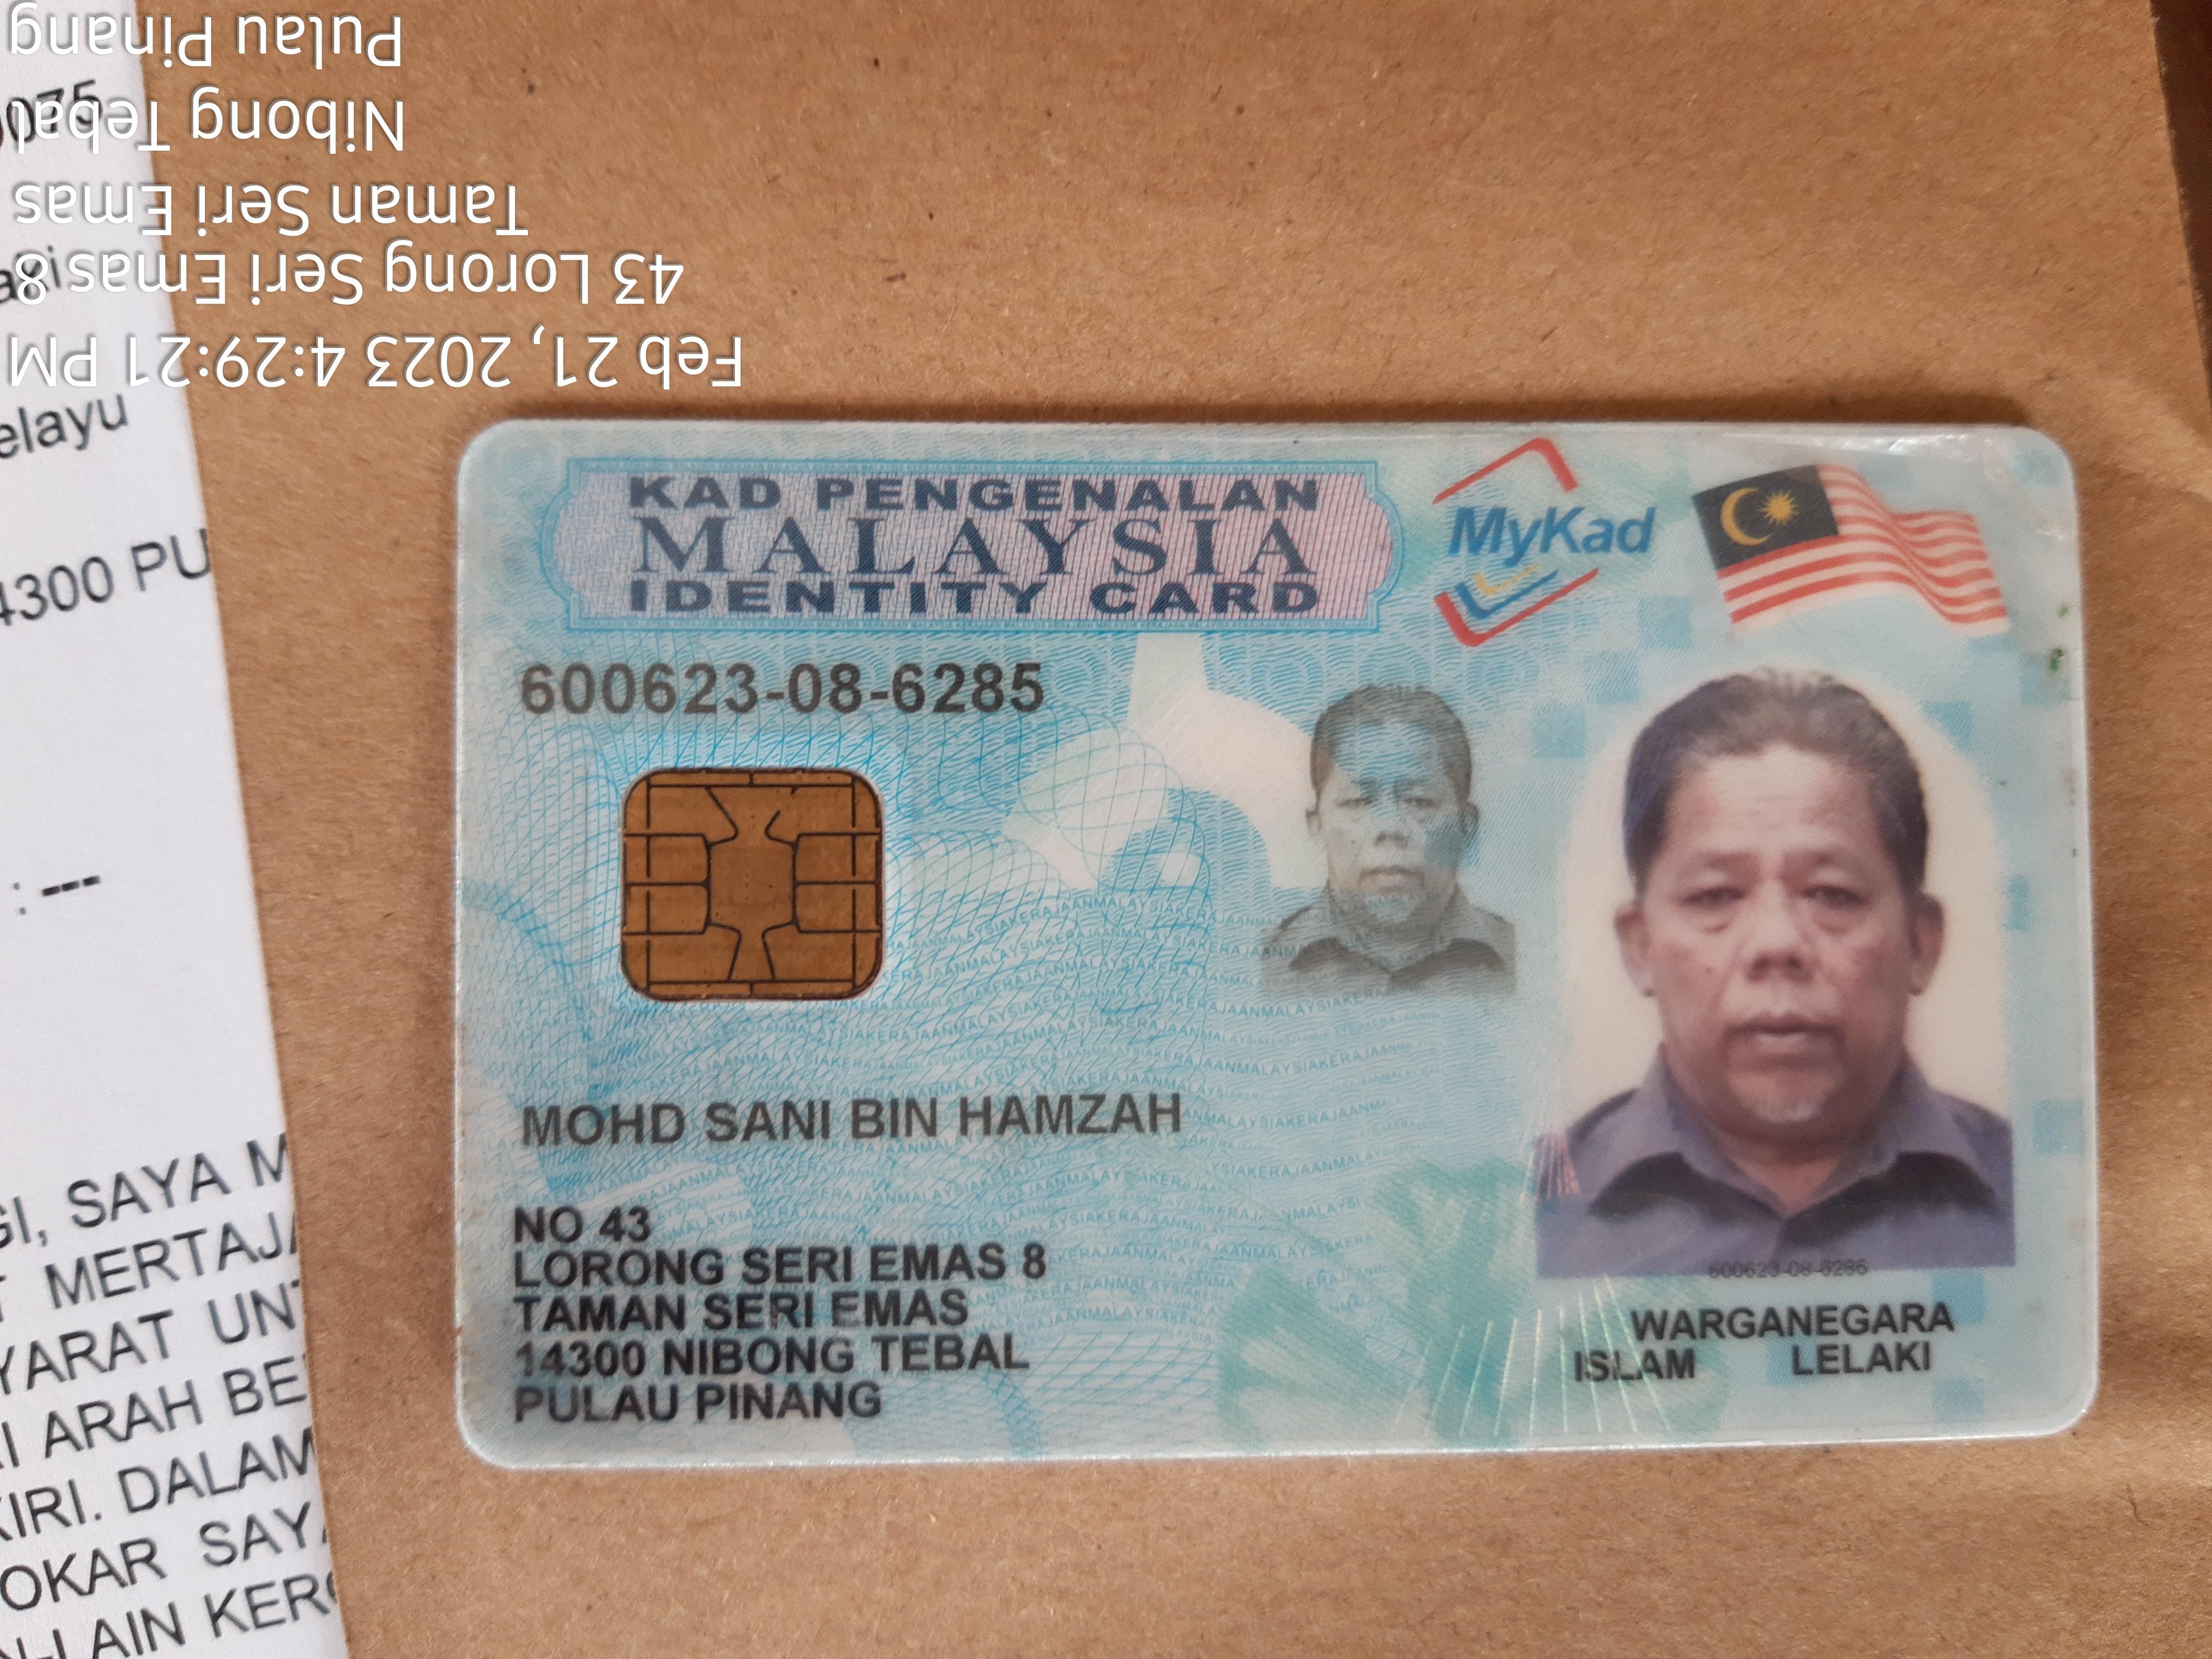 Feb 21, 2023 4:29:21 PM
43 Lorong Seri Emas 8
Taman Seri Emas
Nibong Tebal
Pulau Pinang
075
elayu
4300 PU
: ---
GI, SAYA M
MERTAJA
YARAT UNT
ARAH BE
KIRI. DALAM
OKAR SAYA
LAIN KER
KAD PENGENALAN
MALAYSIA
IDENTITY CARD
MyKad
600623-08-6285
MOHD SANI BIN HAMZAH
NO 43
LORONG SERI EMAS 8
TAMAN SERI EMAS
14300 NIBONG TEBAL
PULAU PINANG
600623-08-6285
WARGANEGARA
ISLAM LELAKI